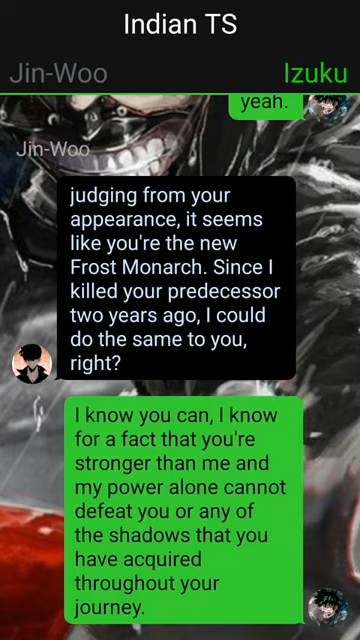 Indian TS
Jin-Woo
Izuku
yeah.
Jin-Woo
judging from your
appearance, it seems
like you're the new
Frost Monarch. Since I
killed your predecessor
two years ago, I could
do the same to you,
right?
I know you can, I know
for a fact that you're
stronger than me and
my power alone cannot
defeat you or any of
the shadows that you
have acquired
throughout your
journey.